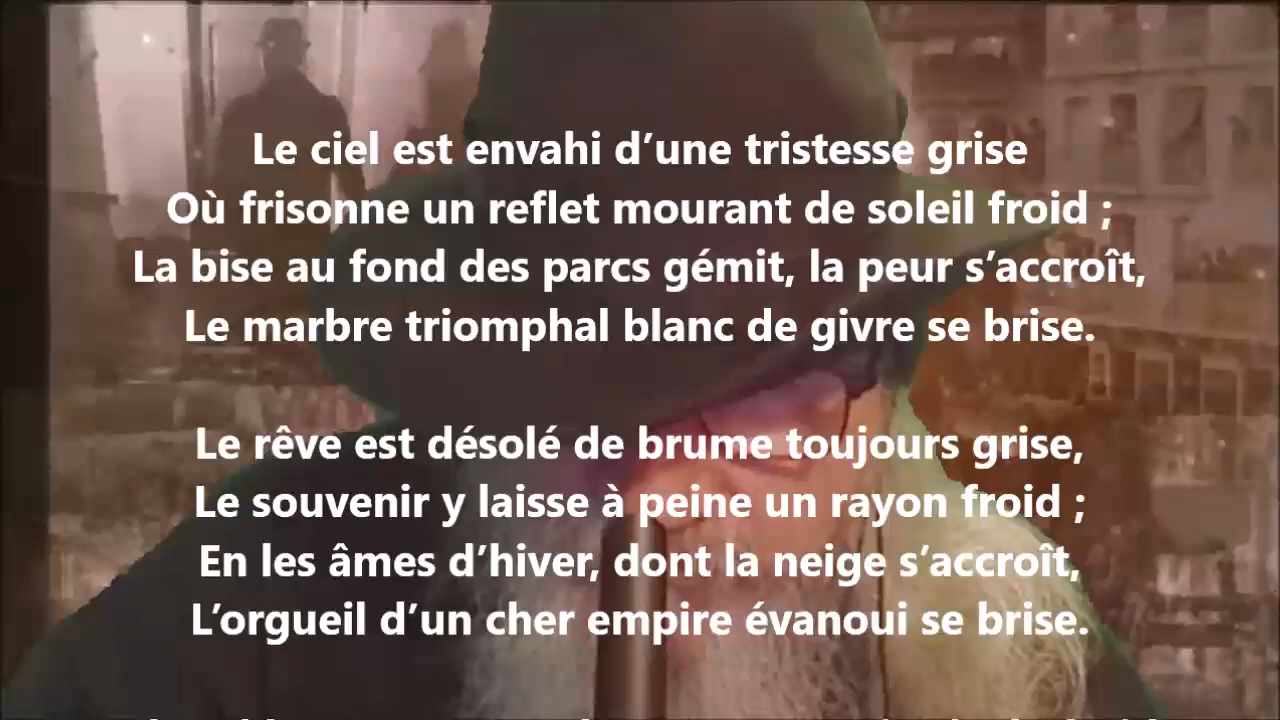 Le ciel est envahi d’une tristesse grise
Où frisonne un reflet mourant de soleil froid ;
La bise au fond des parcs gémit, la peur s’accroît,
Le marbre triomphal blanc de givre se brise.
Le rêve est désolé de brume toujours grise,
Le souvenir y laisse à peine un rayon froid ;
En les âmes d’hiver, dont la neige s’accroît,
L’orgueil d’un cher empire évanoui se brise.